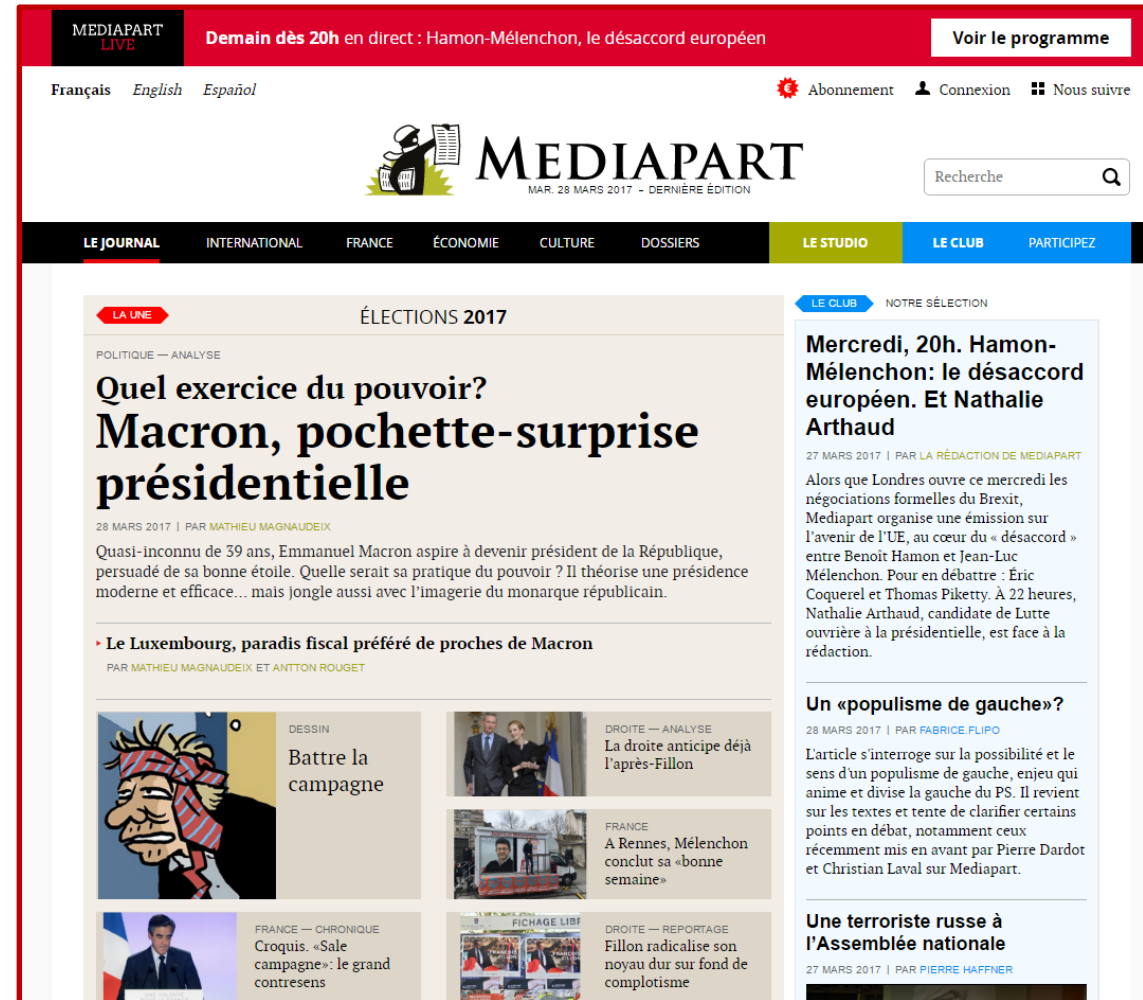 MEDIAPART
LIVE
Demain dès 20h en direct : Hamon-Mélenchon, le désaccord européen
Voir le programme
Français English Español
Abonnement Connexion Nous suivre
MEDIAPART
MAR. 28 MARS 2017 – DERNIÈRE ÉDITION
Recherche
LE JOURNAL INTERNATIONAL FRANCE ÉCONOMIE CULTURE DOSSIERS LE STUDIO LE CLUB PARTICIPEZ
LA UNE
ÉLECTIONS 2017
POLITIQUE — ANALYSE
Quel exercice du pouvoir?
Macron, pochette-surprise
présidentielle
28 MARS 2017 | PAR MATHIEU MAGNAUDEIX
Quasi-inconnu de 39 ans, Emmanuel Macron aspire à devenir président de la République,
persuadé de sa bonne étoile. Quelle serait sa pratique du pouvoir ? Il théorise une présidence
moderne et efficace… mais jongle aussi avec l'imagerie du monarque républicain.
Le Luxembourg, paradis fiscal préféré de proches de Macron
PAR MATHIEU MAGNAUDEIX ET ANTTON ROUGET
DESSIN
Battre la
campagne
DROITE — ANALYSE
La droite anticipe déjà
l'après-Fillon
FRANCE
A Rennes, Mélenchon
conclut sa «bonne
semaine»
FRANCE — CHRONIQUE
Croquis. «Sale
campagne»: le grand
contresens
FICHAGE
DROITE — REPORTAGE
Fillon radicalise son
noyau dur sur fond de
complotisme
LE CLUB NOTRE SÉLECTION
Mercredi, 20h. Hamon-
Mélenchon: le désaccord
européen. Et Nathalie
Arthaud
27 MARS 2017 | PAR LA RÉDACTION DE MEDIAPART
Alors que Londres ouvre ce mercredi les
négociations formelles du Brexit,
Mediapart organise une émission sur
l'avenir de l'UE, au cœur du « désaccord »
entre Benoît Hamon et Jean-Luc
Mélenchon. Pour en débattre : Éric
Coquerel et Thomas Piketty. À 22 heures,
Nathalie Arthaud, candidate de Lutte
ouvrière à la présidentielle, est face à la
rédaction.
Un «populisme de gauche»?
28 MARS 2017 | PAR FABRICE.FLIPO
L'article s'interroge sur la possibilité et le
sens d'un populisme de gauche, enjeu qui
anime et divise la gauche du PS. Il revient
sur les textes et tente de clarifier certains
points en débat, notamment ceux
récemment mis en avant par Pierre Dardot
et Christian Laval sur Mediapart.
Une terroriste russe à
l'Assemblée nationale
27 MARS 2017 | PAR PIERRE HAFFNER